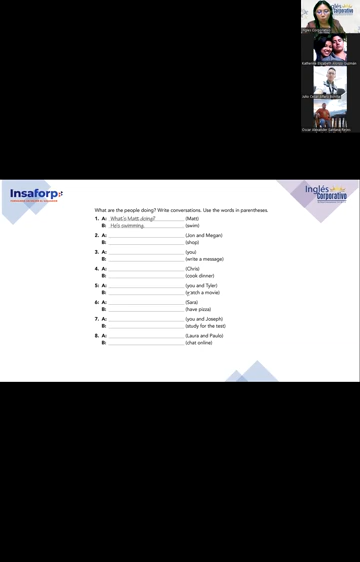 Inglés
Corporativo
Insaforp
Inglés
Corporativo
What are the people doing? Write conversations. Use the words in parentheses.
1. A: What's Matt doing? (Matt)
B: He's swimming. (swim)
2. A: (Jon and Megan)
B: (shop)
3. A: (you)
B: (write a message)
4. A: (Chris)
B: (cook dinner)
5: A: (you and Tyler)
B: (watch a movie)
6: A: (Sara)
B: (have pizza)
7. A: (you and Joseph)
B: (study for the test)
8. A: (Laura and Paulo)
B: (chat online)